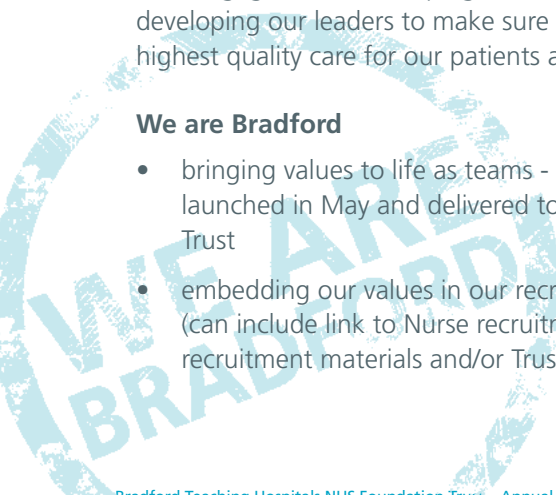 developing our leaders to make sure
highest quality care for our patients a
We are Bradford
• bringing values to life as teams -
launched in May and delivered to
Trust
• embedding our values in our recr
(can include link to Nurse recruitr
recruitment materials and/or Trus
WE ARE
BRADFORD
Bradford Teaching Hospitals NHS Foundation Annual